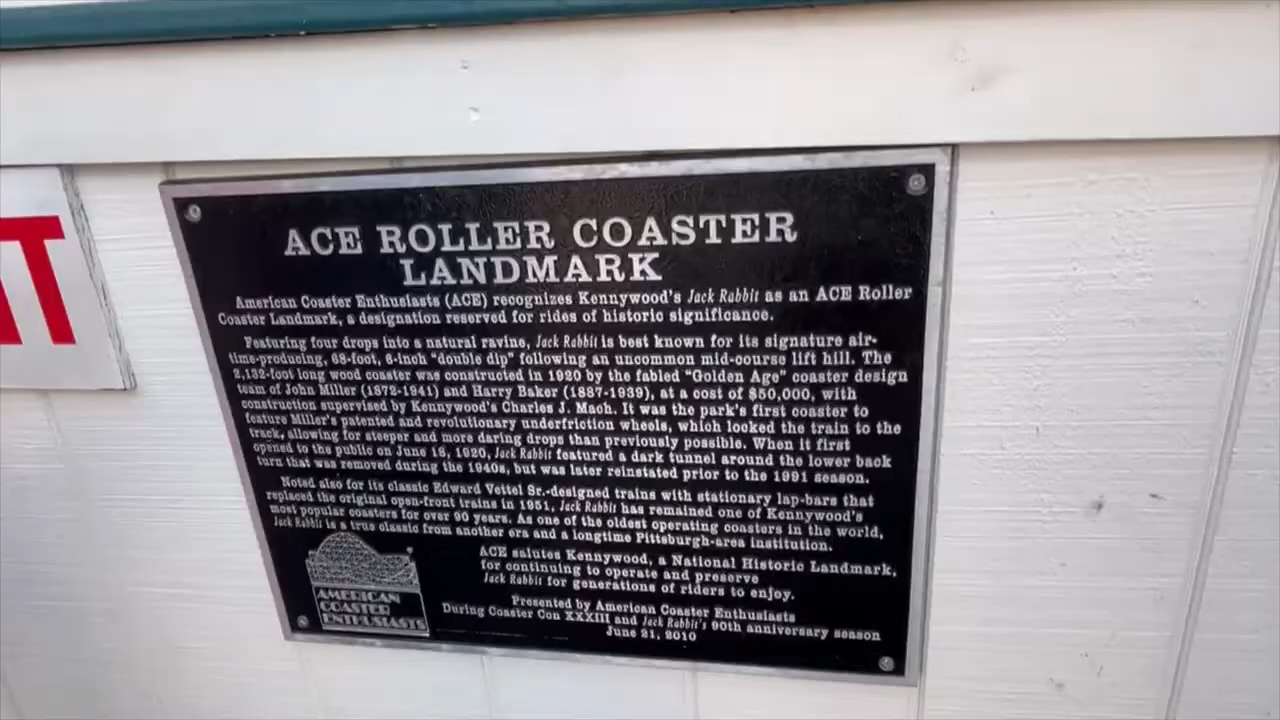 ACE ROLLER COASTER
LANDMARK
American Coaster Enthusiasts (ACE) recognizes Kennywood's Jack Rabbit as an ACE Roller
Coaster Landmark, a designation reserved for rides of historic significance.
Featuring four drops into a natural ravine, Jack Rabbit is best known for its signature air-
time-producing, 68-foot, 6-inch "double dip" following an uncommon mid-course lift hill. The
2,132-foot long wood coaster was constructed in 1920 by the fabled "Golden Age" coaster design
team of John Miller (1872-1941) and Harry Baker (1887-1939), at a cost of $50,000, with
construction supervised by Kennywood's Charles J. Mach. It was the park's first coaster to
feature Miller's patented and revolutionary underfriction wheels, which locked the train to the
track, allowing for steeper and more daring drops than previously possible. When it first
opened to the public on June 18, 1920, Jack Rabbit featured a dark tunnel around the lower back
turn that was removed during the 1940s, but was later reinstated prior to the 1991 season.
Noted also for its classic Edward Vettel Sr.-designed trains with stationary lap-bars that
replaced the original open-front trains in 1951, Jack Rabbit has remained one of Kennywood's
most popular coasters for over 90 years. As one of the oldest operating coasters in the world,
Jack Rabbit is a true classic from another era and a longtime Pittsburgh-area institution.
ACE salutes Kennywood, a National Historic Landmark,
for continuing to operate and preserve
Jack Rabbit for generations of riders to enjoy.
Presented by American Coaster Enthusiasts
During Coaster Con XXXIII and Jack Rabbit's 90th anniversary season
June 21, 2010
AMERICAN
COASTER
ENTHUSIASTS